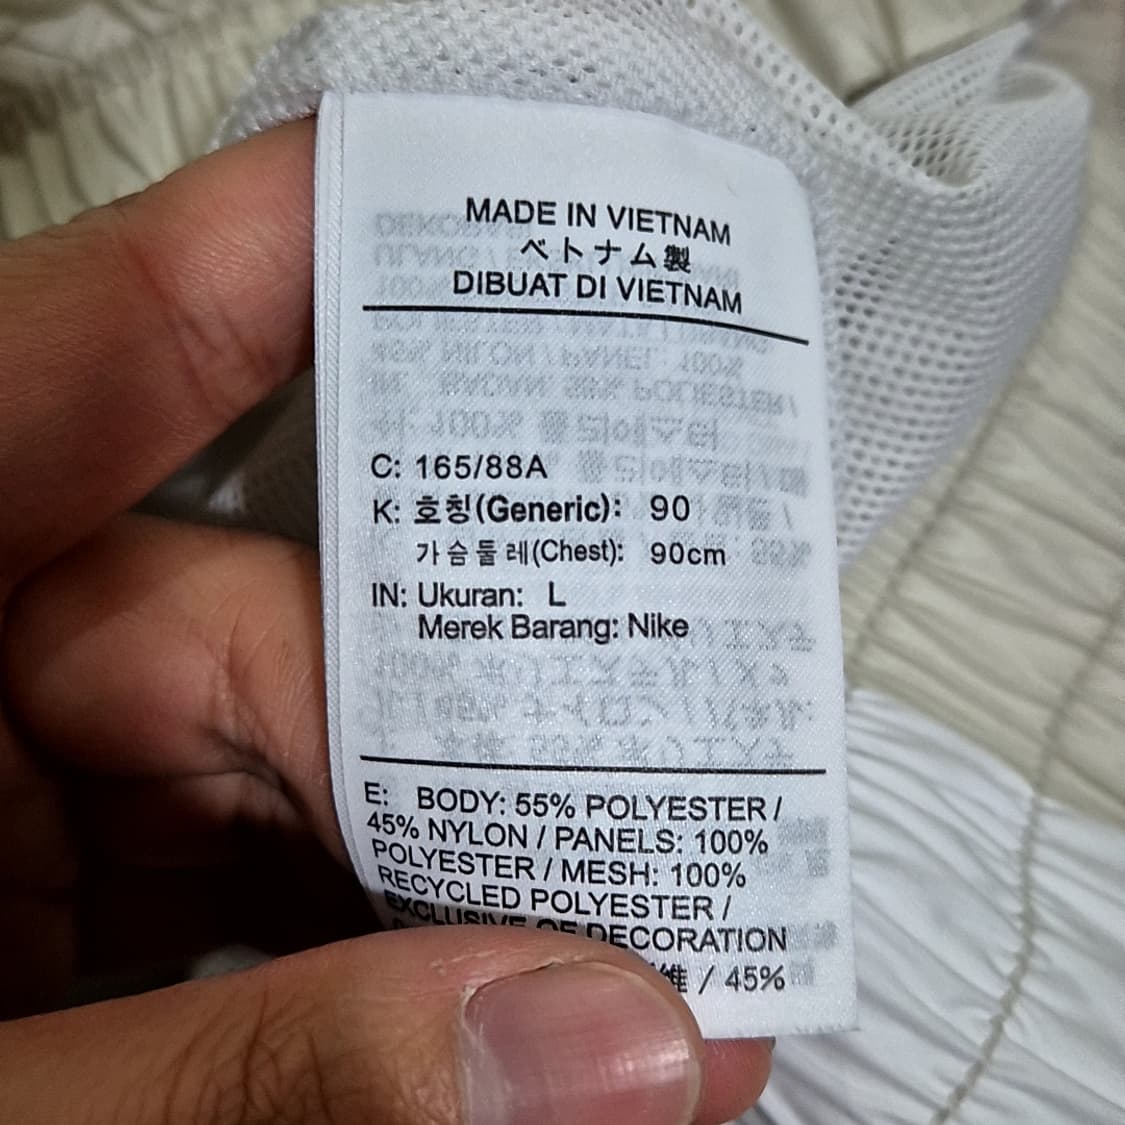 MADE IN VIETNAM
ベトナム製
DIBUAT DI VIETNAM
C: 165/88A
K: 호칭(Generic): 90
가슴둘레(Chest): 90cm
IN: Ukuran: L
Merek Barang: Nike
E: BODY: 55% POLYESTER /
45% NYLON / PANELS: 100%
POLYESTER / MESH: 100%
RECYCLED POLYESTER /
EXCLUSIVE OF DECORATION
維 / 45%